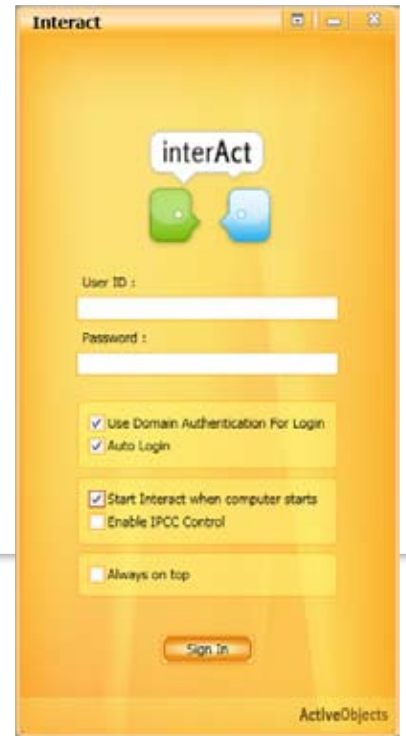 Interact
interAct
User ID :
Password :
Use Domain Authentication For Login
Auto Login
Start Interact when computer starts
Enable IPCC Control
Always on top
Sign In
ActiveObjects